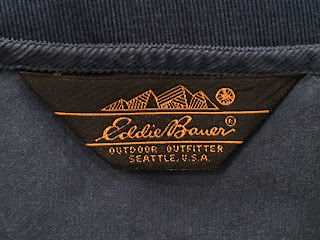 Eddie Bauer®
OUTDOOR OUTFITTER
SEATTLE, U.S.A.